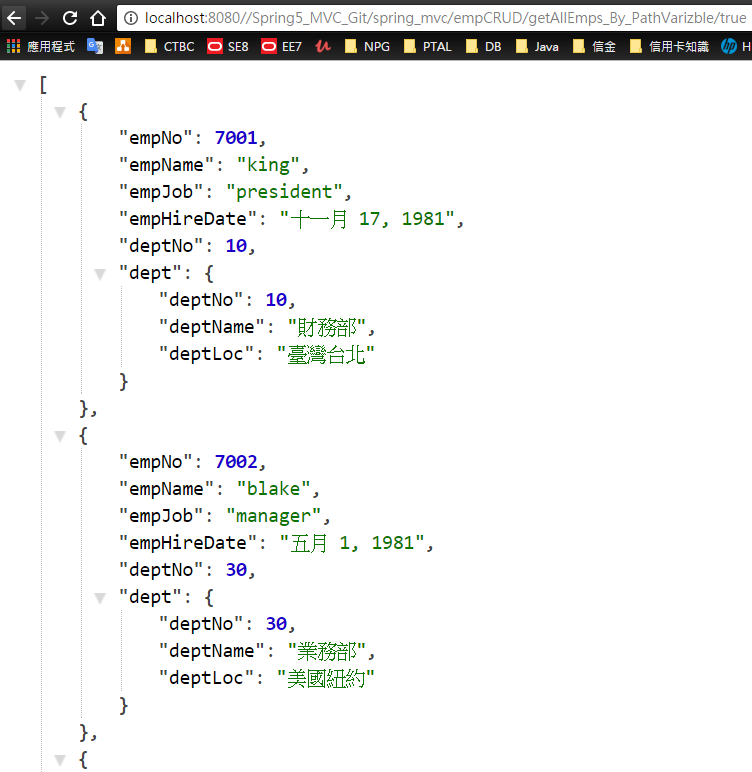 localhost:8080//Spring5_MVC_Git/spring_mvc/empCRUD/getAllEmps_By_PathVarizble/true
應用程式 CTBC SE8 EE7 NPG PTAL DB Java 信金 信用卡知識 H
[
{
"empNo": 7001,
"empName": "king",
"empJob": "president",
"empHireDate": "十一月 17, 1981",
"deptNo": 10,
"dept": {
"deptNo": 10,
"deptName": "財務部",
"deptLoc": "臺灣台北"
}
},
{
"empNo": 7002,
"empName": "blake",
"empJob": "manager",
"empHireDate": "五月 1, 1981",
"deptNo": 30,
"dept": {
"deptNo": 30,
"deptName": "業務部",
"deptLoc": "美國紐約"
}
},
{